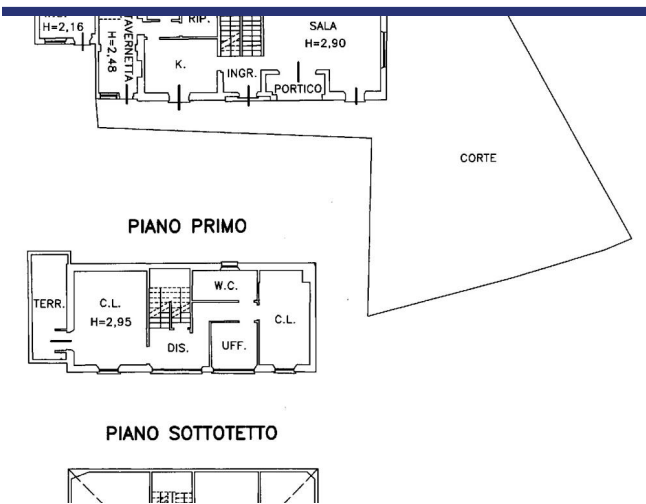 H=2,16
H=2,48
TAVERNETTA
RIP.
K.
INGR.
SALA
H=2,90
PORTICO
CORTE
PIANO PRIMO
TERR.
C.L.
H=2,95
DIS.
W.C.
UFF.
C.L.
PIANO SOTTOTETTO